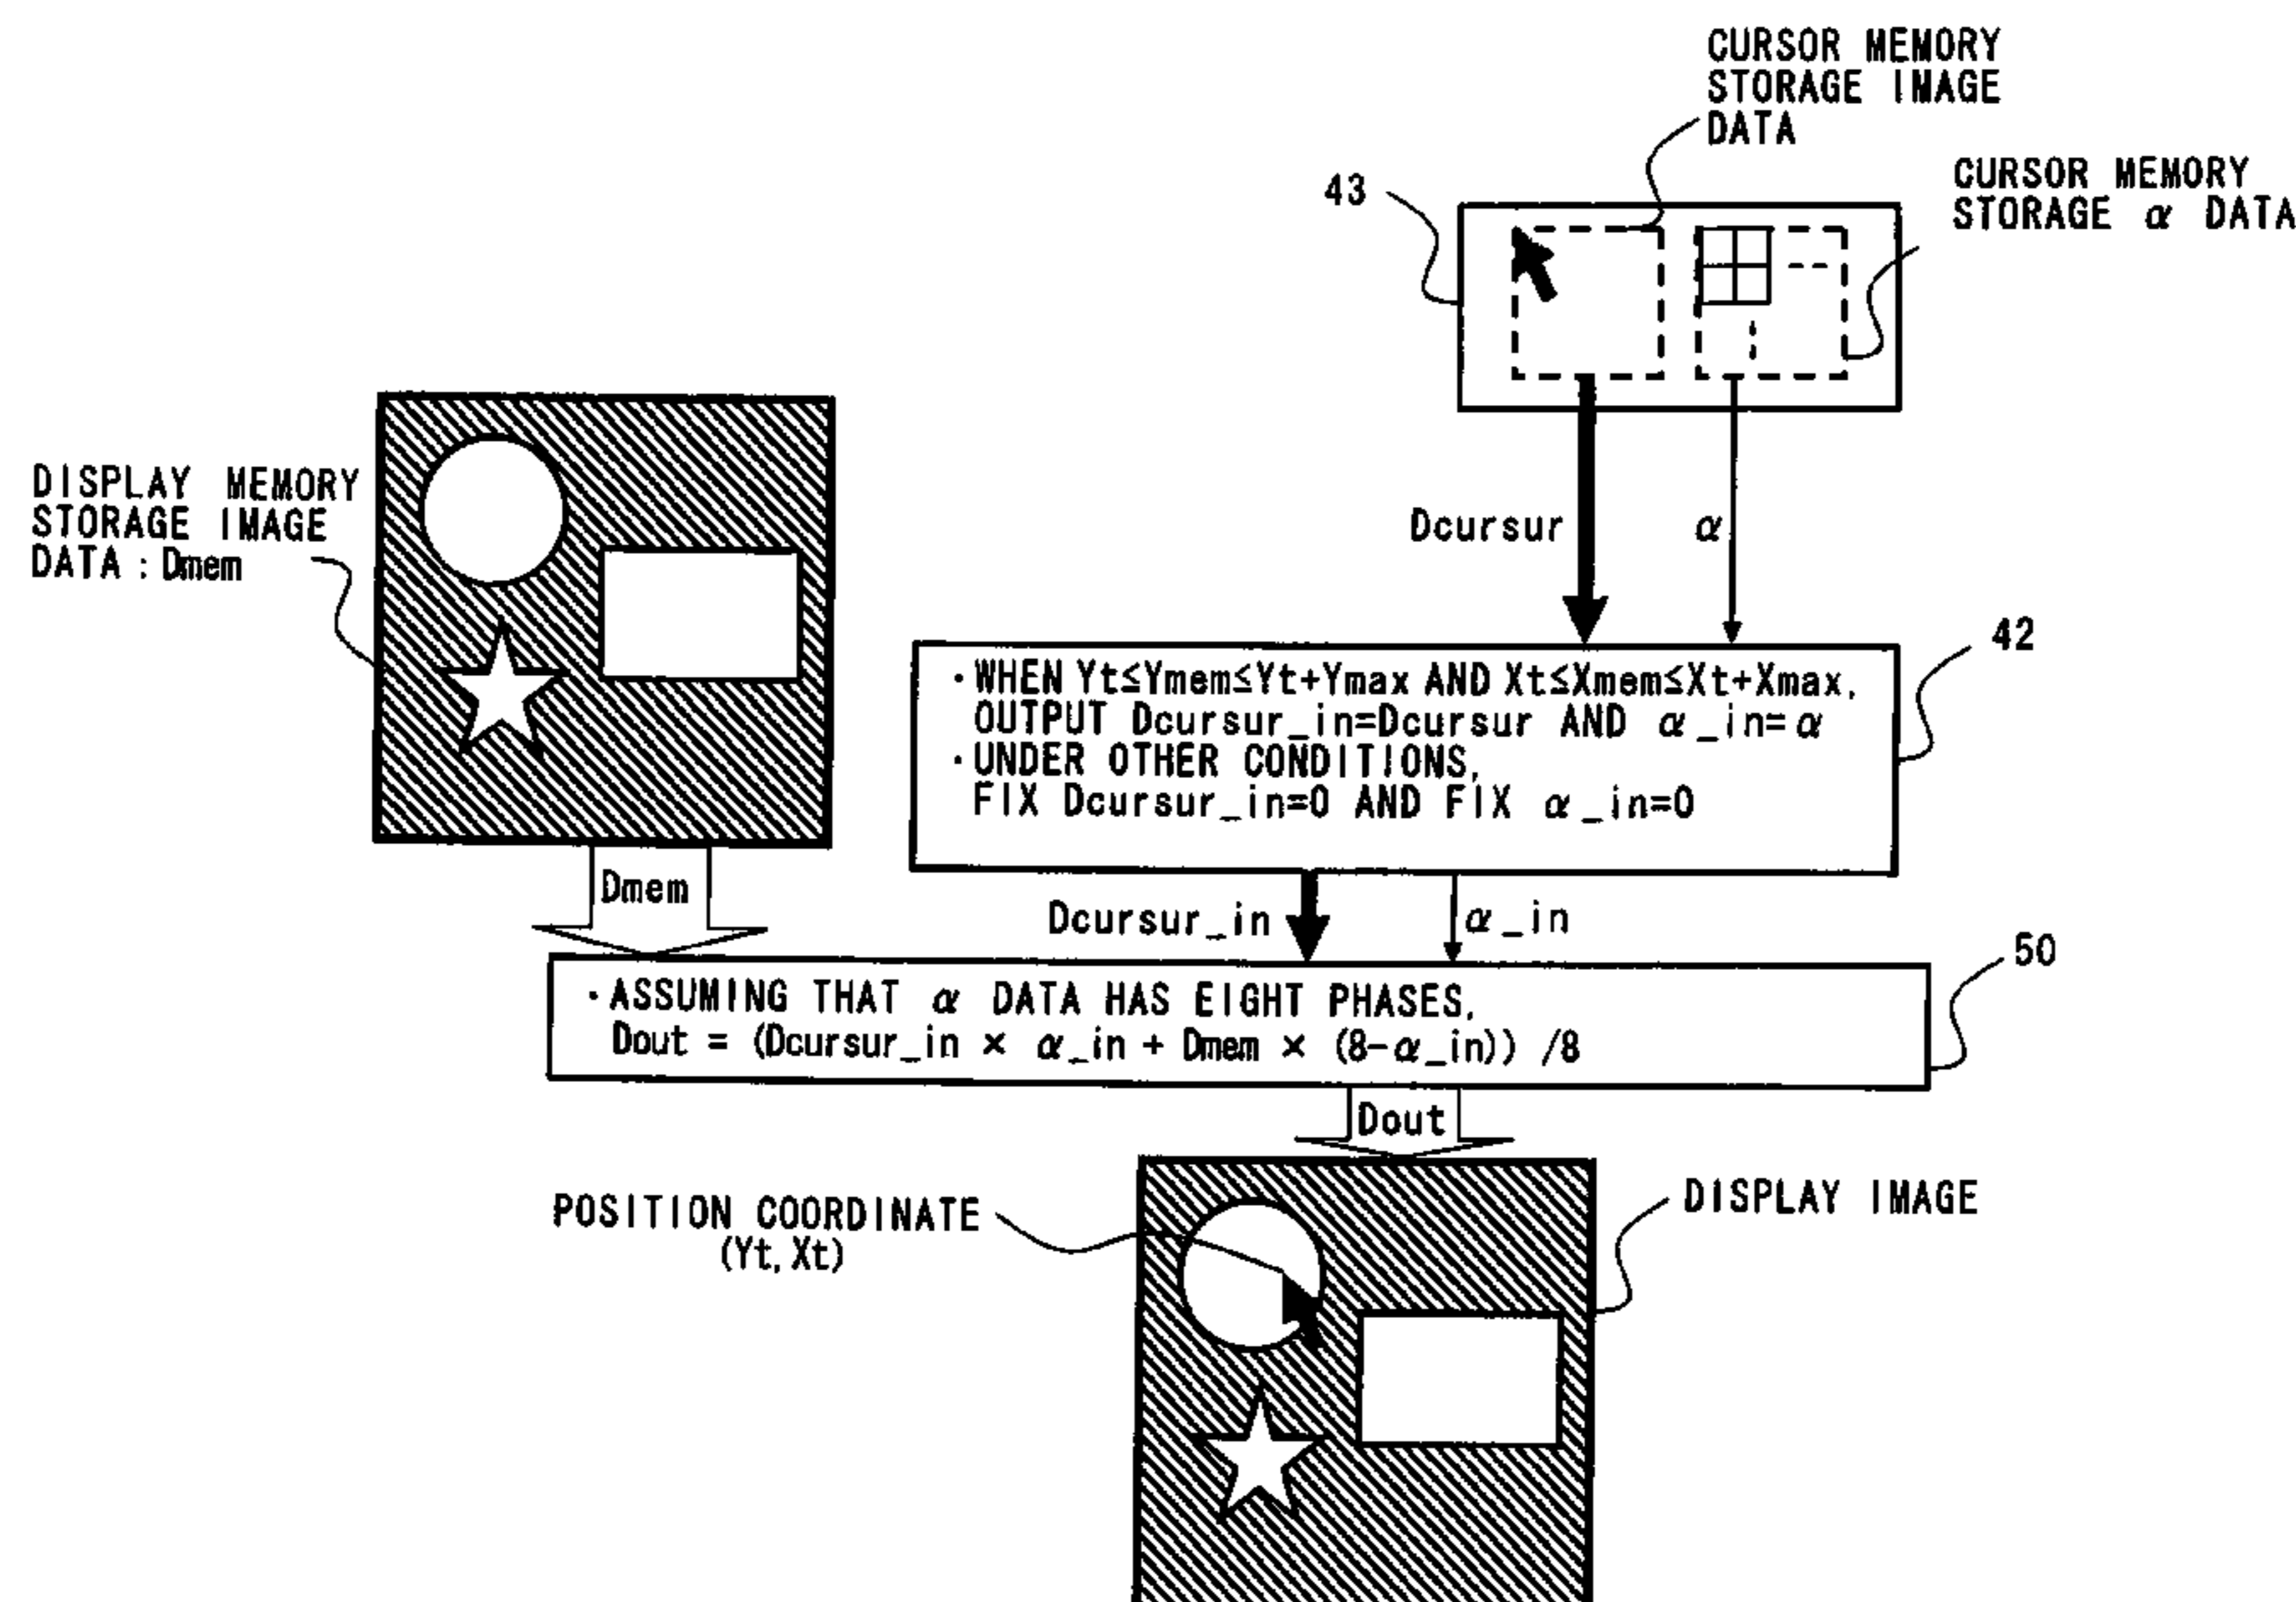 CURSOR MEMORY
STORAGE IMAGE
DATA
CURSOR MEMORY
STORAGE α DATA
43
DISPLAY MEMORY
STORAGE IMAGE
DATA : Dmem
Dcursur
α
42
・WHEN Yt≤Ymem≤Yt+Ymax AND Xt≤Xmem≤Xt+Xmax,
OUTPUT Dcursur_in=Dcursur AND α_in=α
・UNDER OTHER CONDITIONS,
FIX Dcursur_in=0 AND FIX α_in=0
Dmem
Dcursur_in
α_in
50
・ASSUMING THAT α DATA HAS EIGHT PHASES,
Dout = (Dcursur_in × α_in + Dmem × (8-α_in)) /8
Dout
POSITION COORDINATE
(Yt, Xt)
DISPLAY IMAGE